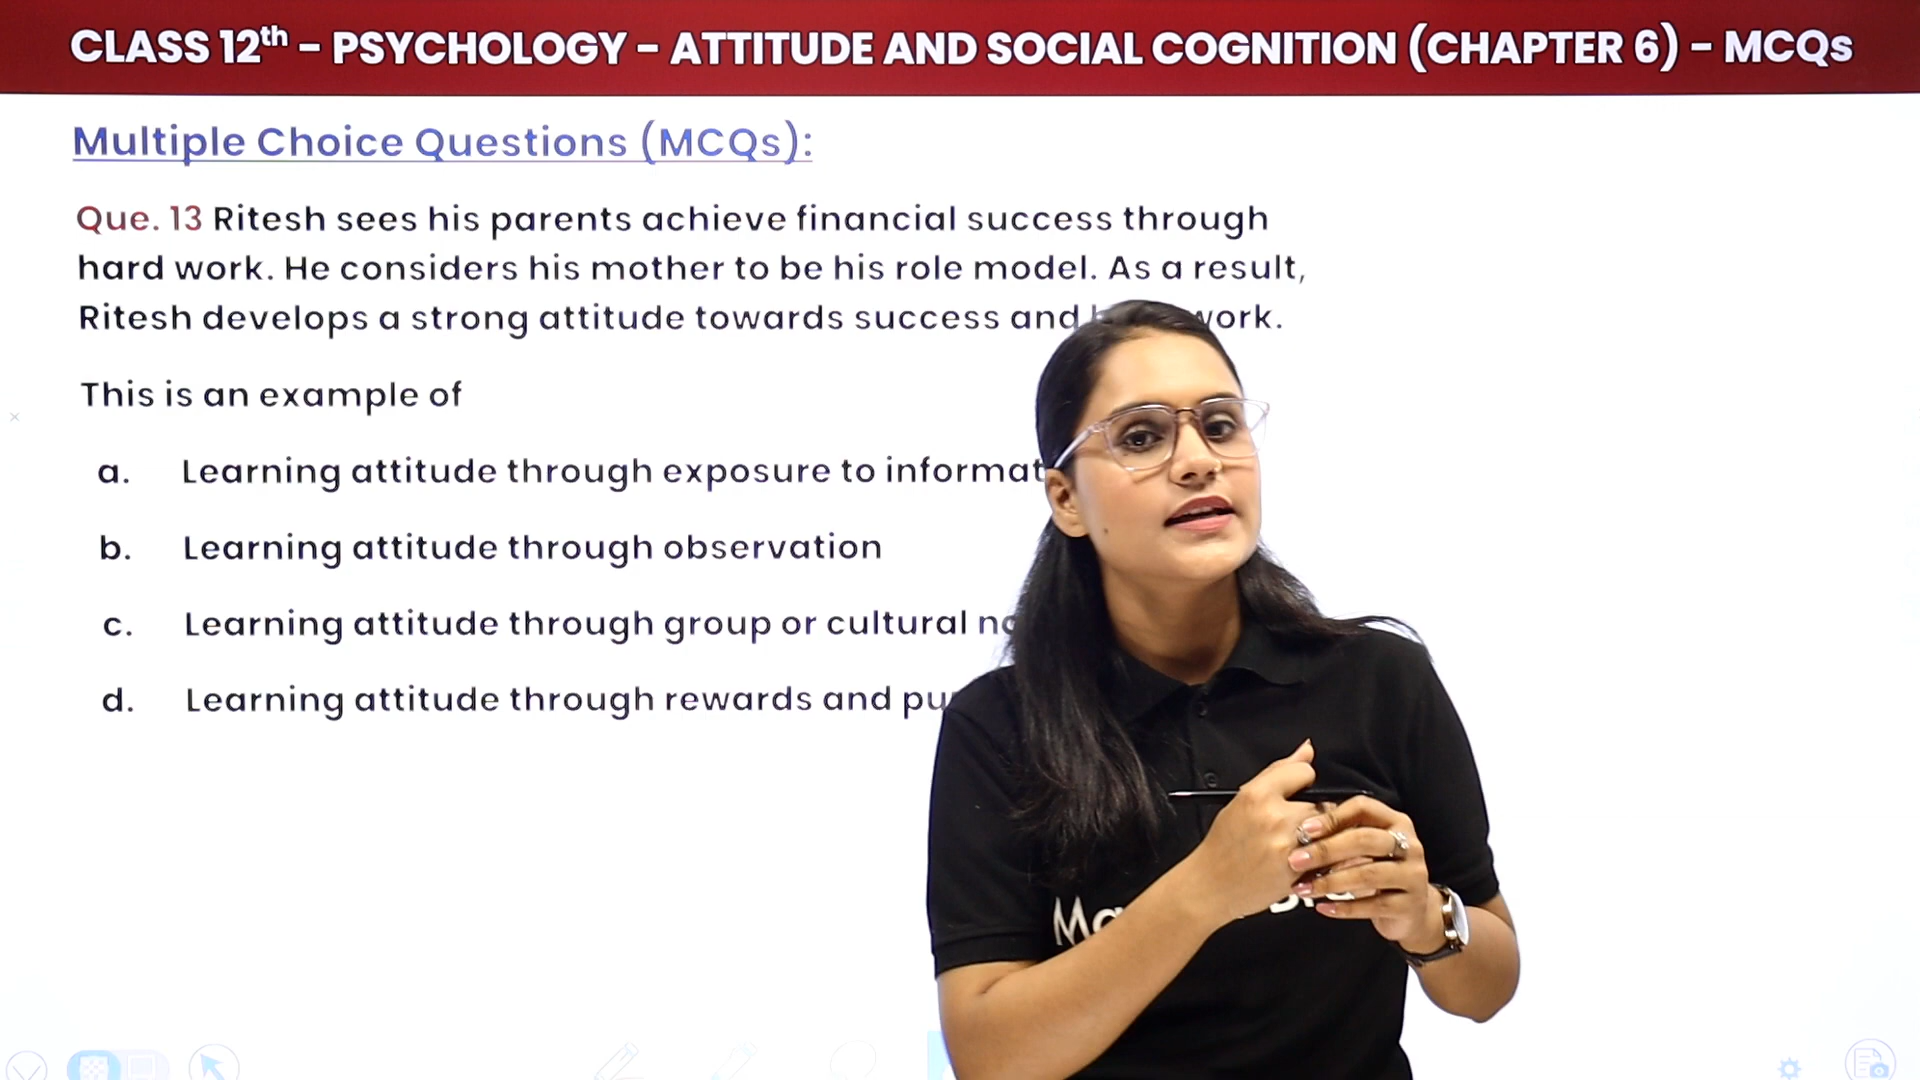 CLASS 12th - PSYCHOLOGY - ATTITUDE AND SOCIAL COGNITION (CHAPTER 6) - MCQs
Multiple Choice Questions (MCQs):
Que. 13 Ritesh sees his parents achieve financial success through
hard work. He considers his mother to be his role model. As a result,
Ritesh develops a strong attitude towards success and
This is an example of
a. Learning attitude through exposure to
b. Learning attitude through observation
c. Learning attitude through group or cultural
d. Learning attitude through rewards and